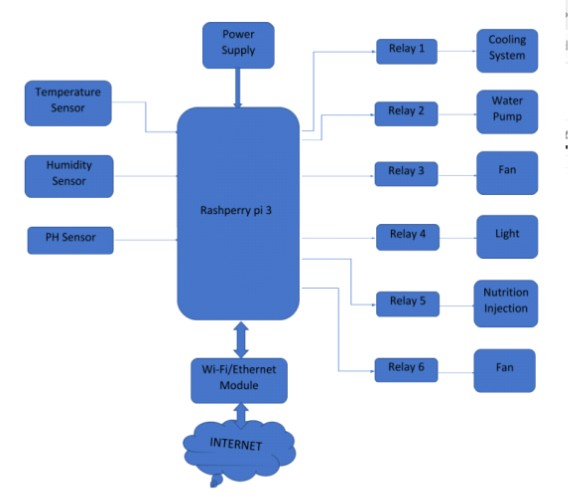 Power
Supply
Relay 1
Cooling
System
Temperature
Sensor
Relay 2
Water
Pump
Humidity
Sensor
Relay 3
Fan
Rashperry pi 3
PH Sensor
Relay 4
Light
Relay 5
Nutrition
Injection
Wi-Fi/Ethernet
Module
Relay 6
Fan
INTERNET